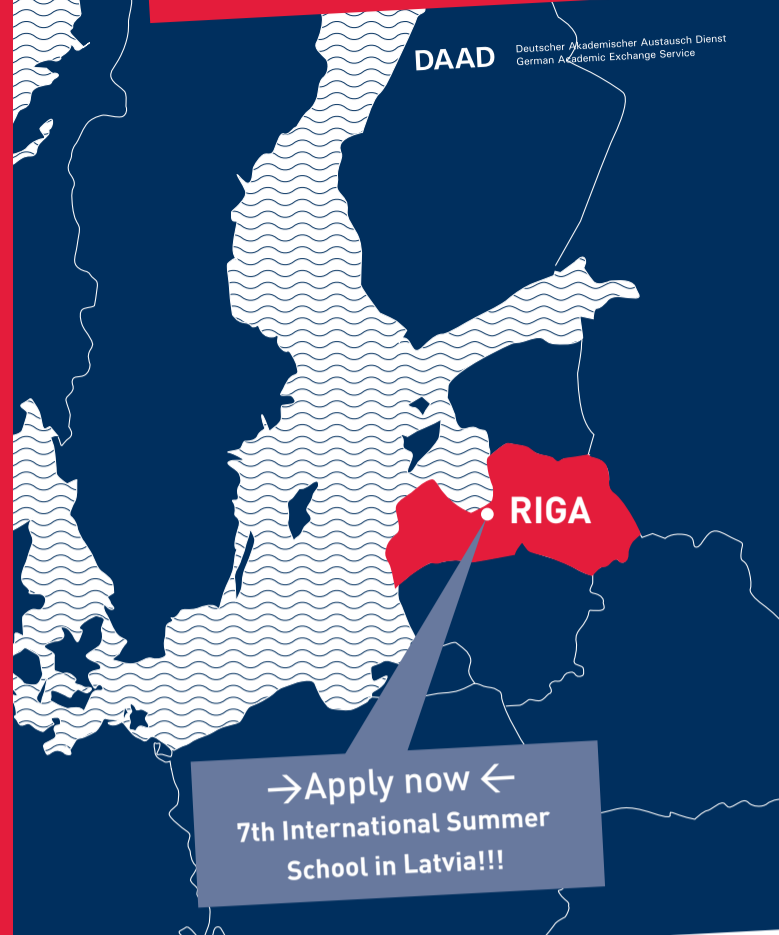 DAAD
Deutscher Akademischer Austausch Dienst
German Academic Exchange Service
RIGA
→Apply now ←
7th International Summer
School in Latvia!!!